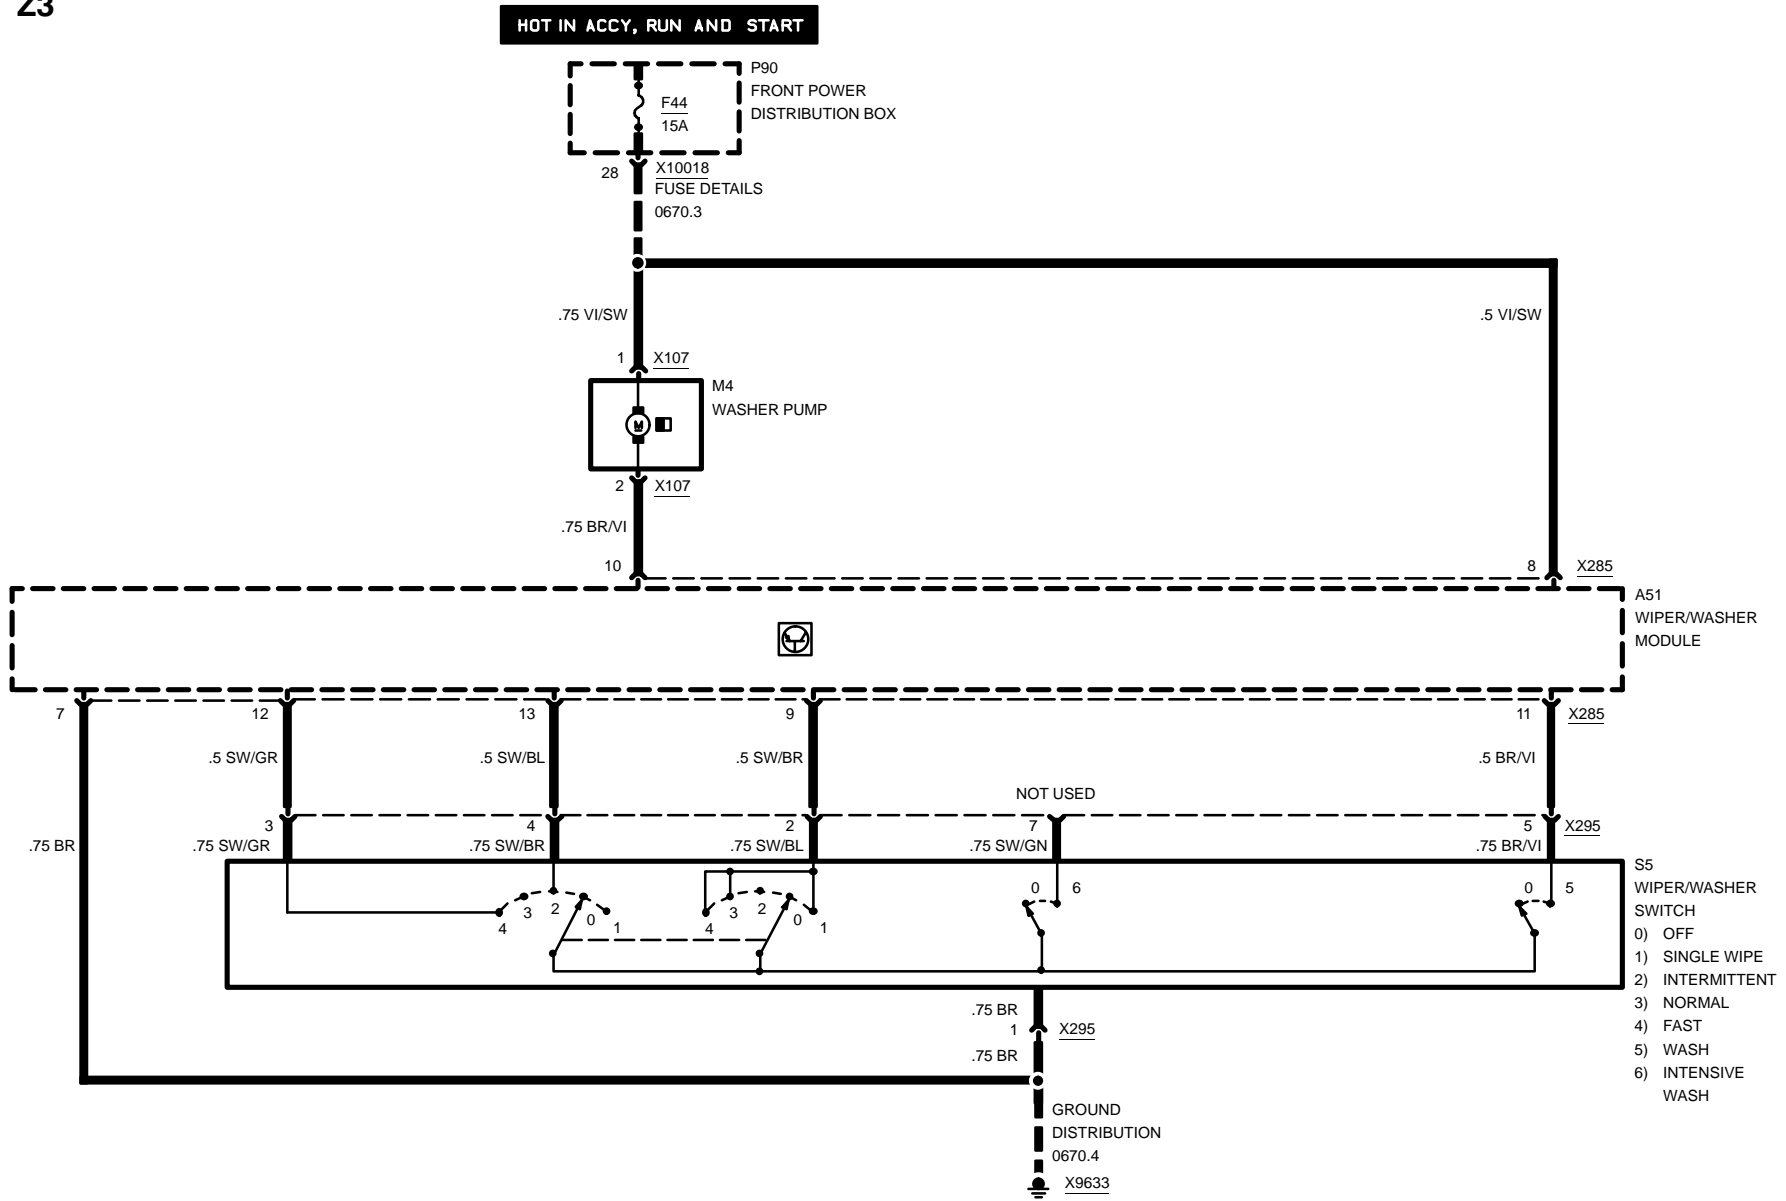 Z3
HOT IN ACCY, RUN AND START
P90
FRONT POWER
DISTRIBUTION BOX
F44
15A
28 X10018
FUSE DETAILS
0670.3
.75 VI/SW .5 VI/SW
1 X107
M4
WASHER PUMP
M
2 X107
.75 BR/VI
10 8 X285
A51
WIPER/WASHER
MODULE
7 12 13 9 11 X285
.5 SW/GR .5 SW/BL .5 SW/BR .5 BR/VI
NOT USED
3 4 2 7 5 X295
.75 BR .75 SW/GR .75 SW/BR .75 SW/BL .75 SW/GN .75 BR/VI
4 3 2 0 1 4 3 2 0 1 0 6 0 5
S5
WIPER/WASHER
SWITCH
0) OFF
1) SINGLE WIPE
2) INTERMITTENT
3) NORMAL
4) FAST
5) WASH
6) INTENSIVE
WASH
.75 BR
1 X295
.75 BR
GROUND
DISTRIBUTION
0670.4
X9633